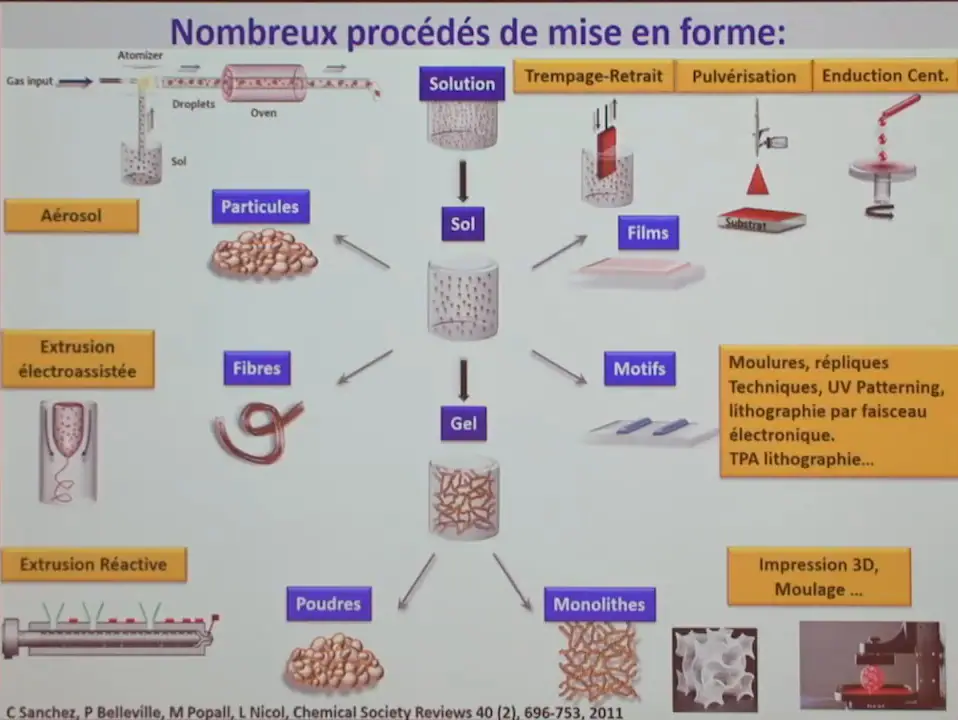 Nombreux procédés de mise en forme:
Atomizer
Gas input
Droplets
Oven
Sol
Solution
Trempage-Retrait
Pulvérisation
Enduction Cent.
Aérosol
Particules
Sol
Films
Substrat
Extrusion
électroassistée
Fibres
Motifs
Moulures, répliques
Techniques, UV Patterning,
lithographie par faisceau
électronique.
TPA lithographie...
Gel
Extrusion Réactive
Poudres
Monolithes
Impression 3D,
Moulage ...
C Sanchez, P Belleville, M Popall, L Nicol, Chemical Society Reviews 40 (2), 696-753, 2011